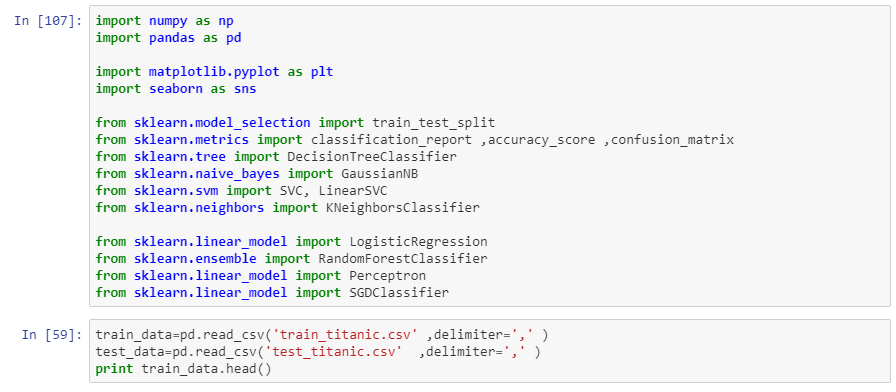 In [107]:
import numpy as np
import pandas as pd
import matplotlib.pyplot as plt
import seaborn as sns
from sklearn.model_selection import train_test_split
from sklearn.metrics import classification_report ,accuracy_score ,confusion_matrix
from sklearn.tree import DecisionTreeClassifier
from sklearn.naive_bayes import GaussianNB
from sklearn.svm import SVC, LinearSVC
from sklearn.neighbors import KNeighborsClassifier
from sklearn.linear_model import LogisticRegression
from sklearn.ensemble import RandomForestClassifier
from sklearn.linear_model import Perceptron
from sklearn.linear_model import SGDClassifier
In [59]:
train_data=pd.read_csv('train_titanic.csv' ,delimiter=',' )
test_data=pd.read_csv('test_titanic.csv'  ,delimiter=',' )
print train_data.head()